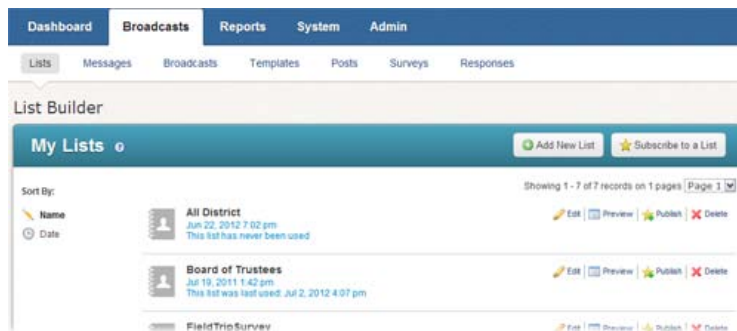 Dashboard Broadcasts Reports System Admin
Lists Messages Broadcasts Templates Posts Surveys Responses
List Builder
My Lists ? Add New List Subscribe to a List
Showing 1 - 7 of 7 records on 1 pages Page 1
Sort By:
Name
Date
All District
Jun 22, 2012 7:02 pm
This list has never been used
Edit Preview Publish Delete
Board of Trustees
Jul 19, 2011 1:42 pm
This list was last used: Jul 2, 2012 4:07 pm
Edit Preview Publish Delete
FieldTripSurvey
Edit Preview Publish Delete